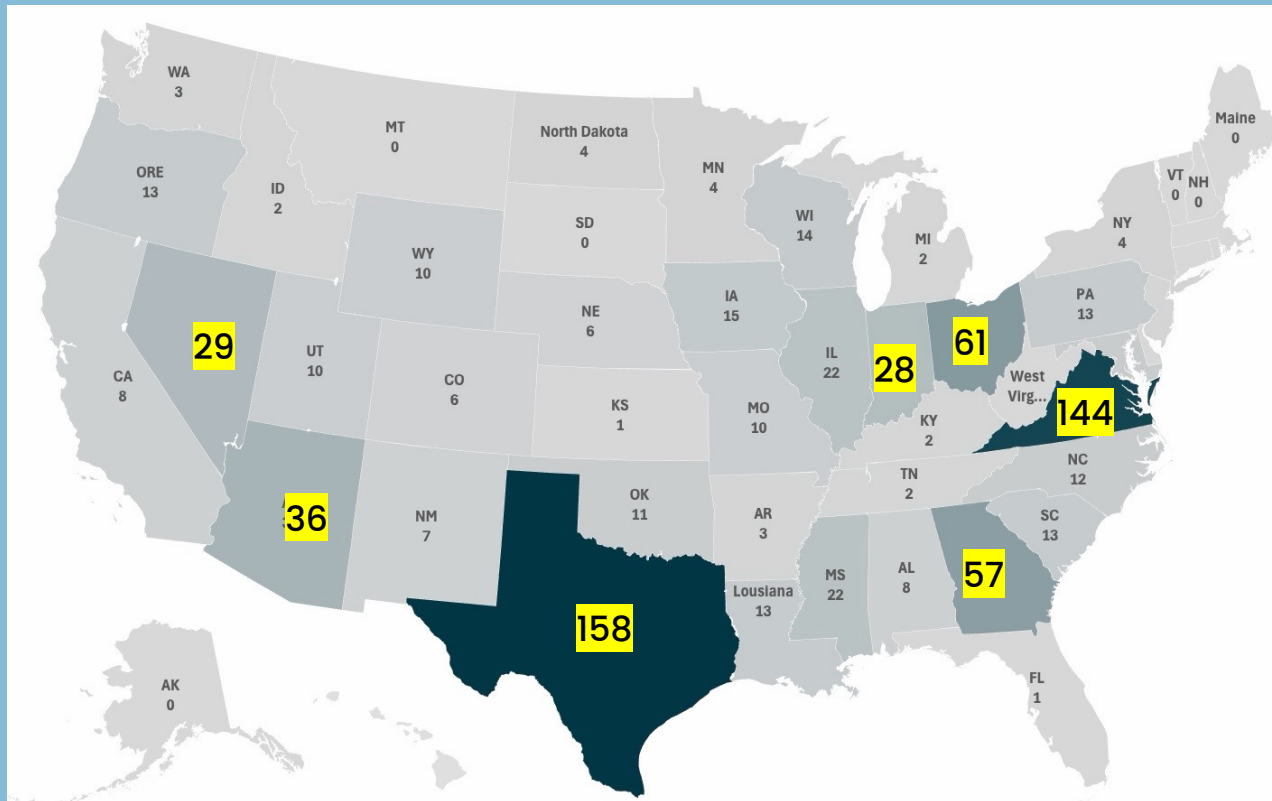 WA
3
MT
0
North Dakota
4
MN
4
Maine
0
VT
0
NH
0
ORE
13
ID
2
SD
0
WI
14
MI
2
NY
4
WY
10
NE
6
IA
15
PA
13
29
UT
10
CO
6
IL
22
28
61
West
Virg...
144
CA
8
KS
1
MO
10
KY
2
NC
12
TN
2
36
NM
7
OK
11
AR
3
SC
13
MS
22
AL
8
57
158
Lousiana
13
FL
1
AK
0